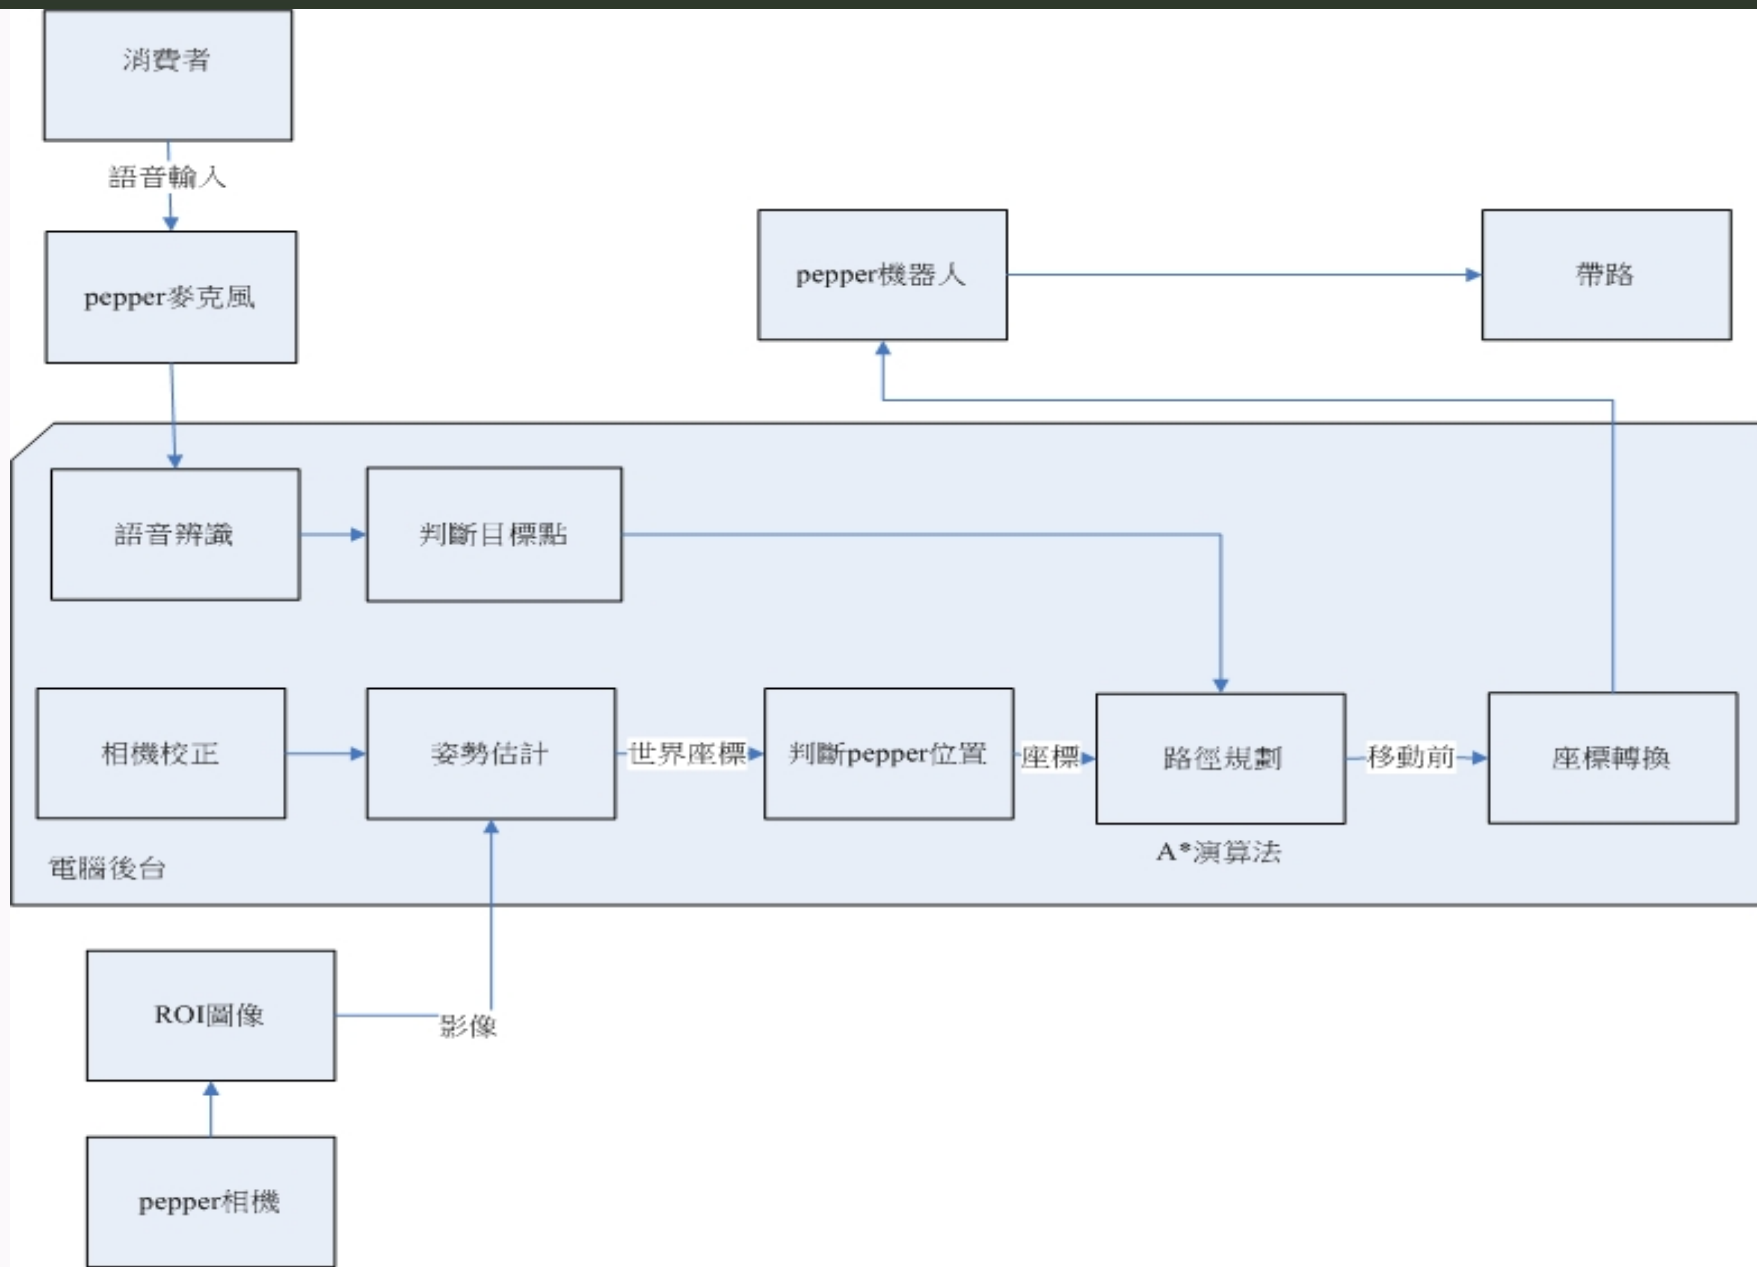 消費者
語音輸入
pepper麥克風
pepper機器人
帶路
語音辨識
判斷目標點
相機校正
姿勢估計
世界座標
判斷pepper位置
座標
路徑規劃
移動前
座標轉換
A*演算法
電腦後台
ROI圖像
影像
pepper相機